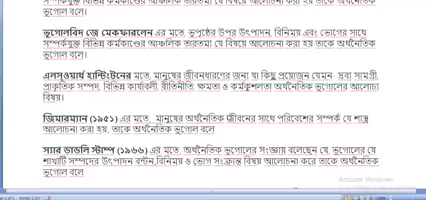 সম্পর্কযুক্ত বিভিন্ন কর্মকাণ্ডের আঞ্চলিক তারতম্য যে বিষয়ে আলোচনা করা হয় তাকে অর্থনৈতিক
ভূগোল বলে।
ভূগোলবিদ জে মেকফারলেন এর মতে, ভূপৃষ্ঠের উপর উৎপাদন, বিনিময় এবং ভোগের সাথে
সম্পর্কযুক্ত বিভিন্ন কর্মকাণ্ডের আঞ্চলিক তারতম্য যে বিষয়ে আলোচনা করা হয় তাকে অর্থনৈতিক
ভূগোল বলে।
এলসওয়ার্থ হান্টিংটনের মতে, মানুষের জীবনধারণের জন্য যা কিছু প্রয়োজন যেমন- দ্রব্য সামগ্রী,
প্রাকৃতিক সম্পদ, বিভিন্ন কার্যাবলী, রীতিনীতি, ক্ষমতা ও কর্মকুশলতা অর্থনৈতিক ভূগোলের আলোচ্য
বিষয়।
জিমারম্যান (১৯৫১) এর মতে, মানুষের অর্থনৈতিক জীবনের সাথে পরিবেশের সম্পর্ক যে শাস্ত্রে
আলোচনা করা হয়, তাকে অর্থনৈতিক ভূগোল বলে
স্যার ডাডলি স্টাম্প (১৯৬৬) এর মতে, অর্থনৈতিক ভূগোলের সংজ্ঞায় বলেছেন যে, ভূগোলের যে
শাখাটি সম্পদের উৎপাদন বন্টন,বিনিময় ও ভোগ সংক্রান্ত বিষয় আলোচনা করে তাকে অর্থনৈতিক
ভূগোল বলে
Activate Windows